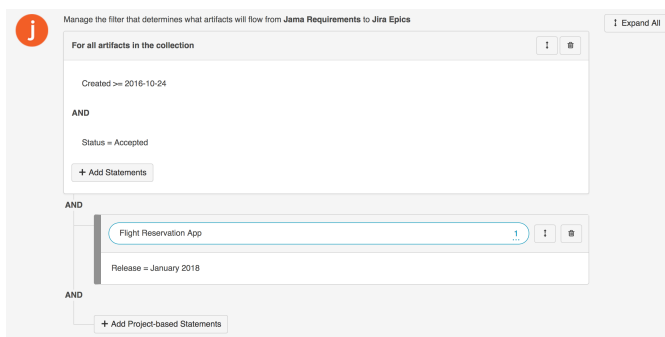 j
Manage the filter that determines what artifacts will flow from Jama Requirements to Jira Epics
Expand All
For all artifacts in the collection
Created >= 2016-10-24
AND
Status = Accepted
+ Add Statements
AND
Flight Reservation App 1
Release = January 2018
AND
+ Add Project-based Statements